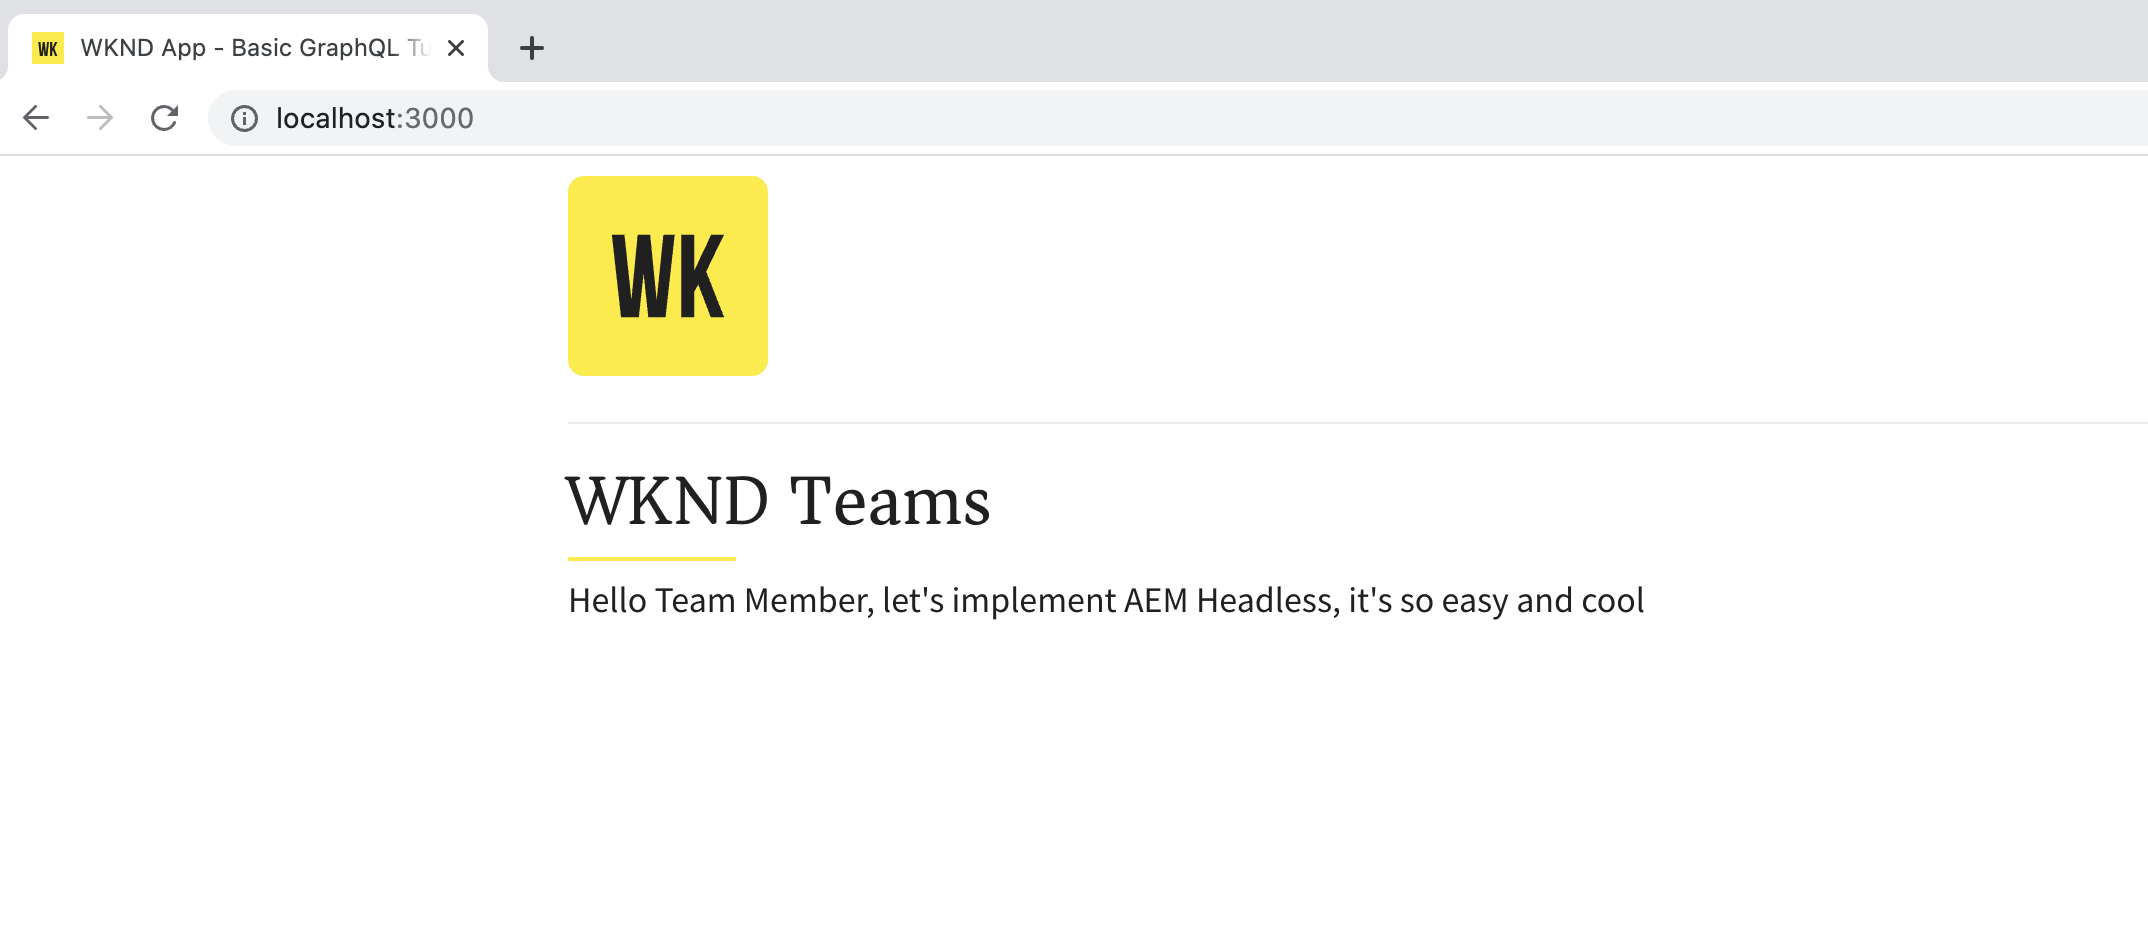 WK WKND App - Basic GraphQL Tu
localhost:3000
WK
WKND Teams
Hello Team Member, let's implement AEM Headless, it's so easy and cool